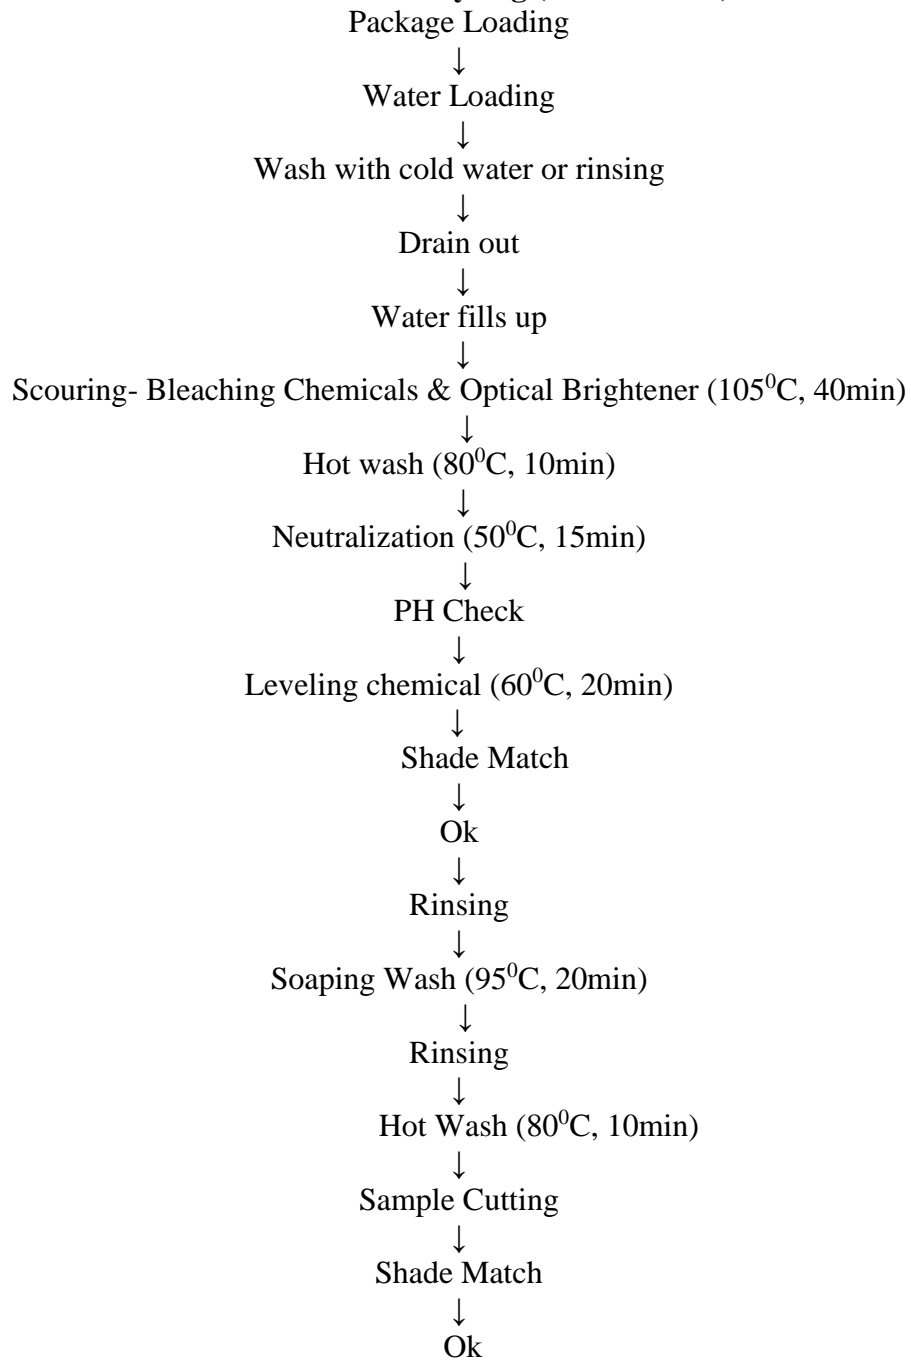 Package Loading
↓
Water Loading
↓
Wash with cold water or rinsing
↓
Drain out
↓
Water fills up
↓
Scouring- Bleaching Chemicals & Optical Brightener (105⁰C, 40min)
↓
Hot wash (80⁰C, 10min)
↓
Neutralization (50⁰C, 15min)
↓
PH Check
↓
Leveling chemical (60⁰C, 20min)
↓
Shade Match
↓
Ok
↓
Rinsing
↓
Soaping Wash (95⁰C, 20min)
↓
Rinsing
↓
Hot Wash (80⁰C, 10min)
↓
Sample Cutting
↓
Shade Match
↓
Ok